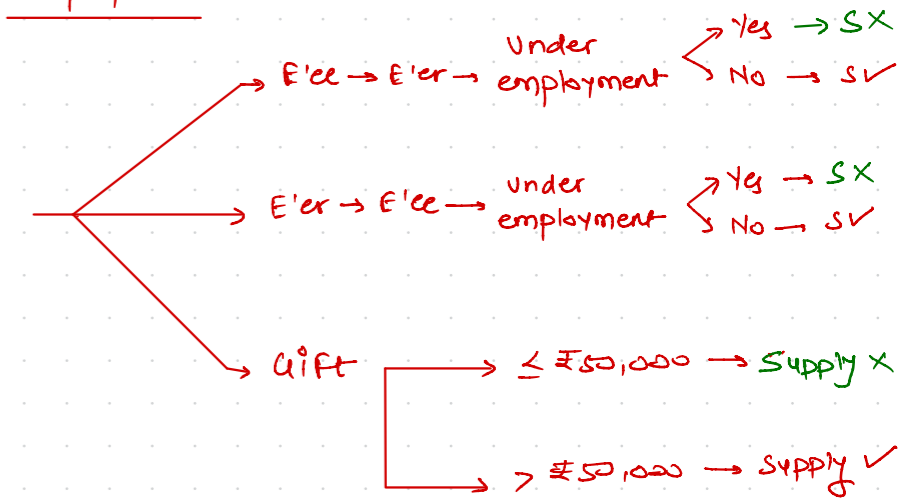 E'ee → E'er → Under employment
Yes → S X
No → S ✓
E'er → E'ee → Under employment
Yes → S X
No → S ✓
Gift
≤ ₹50,000 → Supply X
> ₹50,000 → Supply ✓